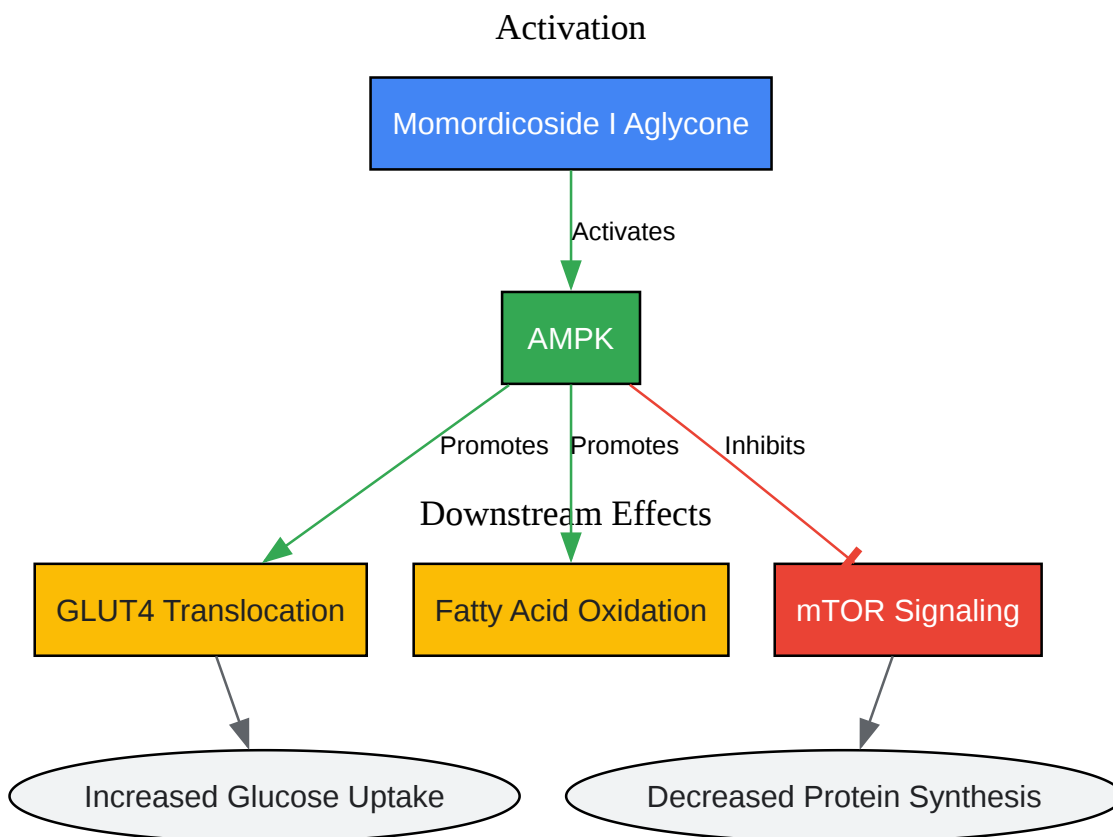 Activation
Momordicoside I Aglycone
Activates
AMPK
Promotes
Promotes
Inhibits
Downstream Effects
GLUT4 Translocation
Fatty Acid Oxidation
mTOR Signaling
Increased Glucose Uptake
Decreased Protein Synthesis